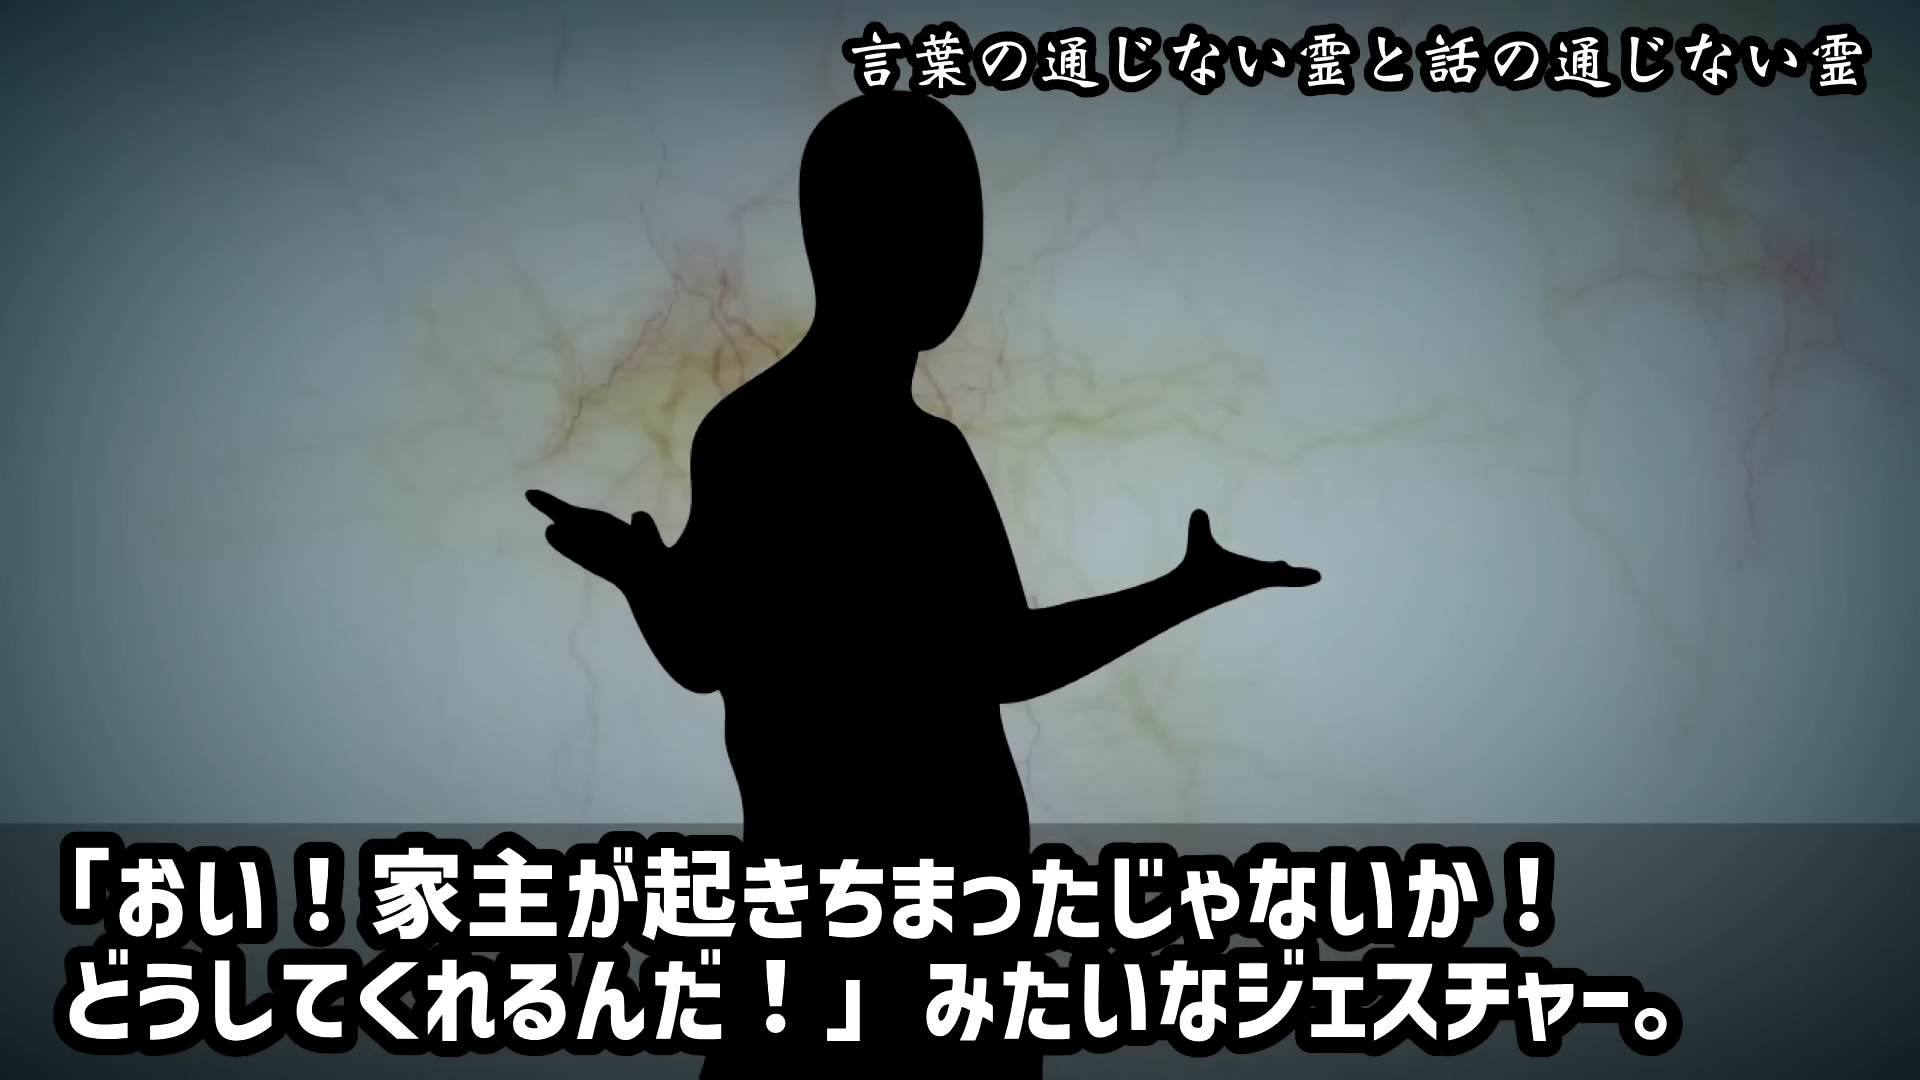 言葉の通じない霊と話の通じない霊
「おい！家主が起きちまったじゃないか！
どうしてくれるんだ！」みたいなジェスチャー。